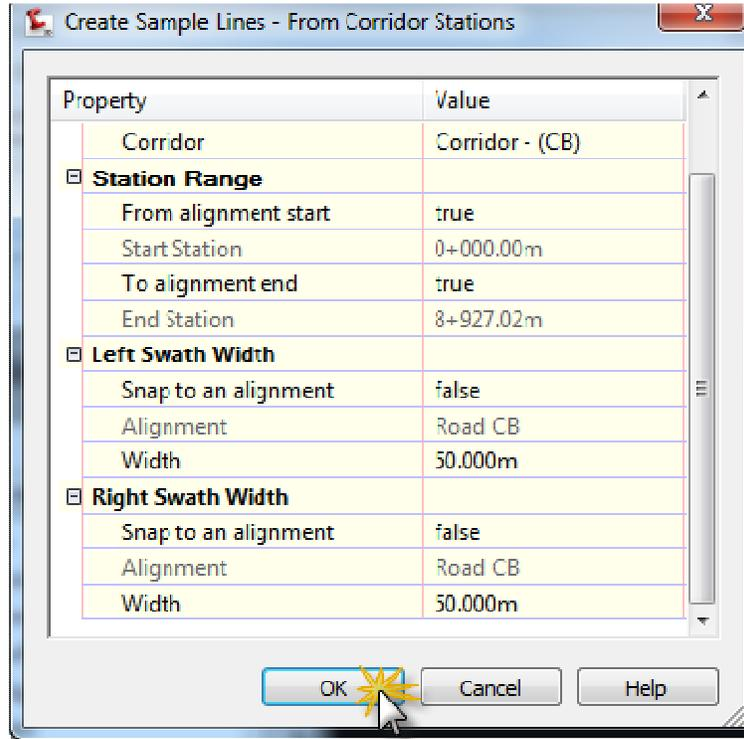 Create Sample Lines - From Corridor Stations
Property Value
Corridor Corridor - (CB)
Station Range
From alignment start true
Start Station 0+000.00m
To alignment end true
End Station 8+927.02m
Left Swath Width
Snap to an alignment false
Alignment Road CB
Width 50.000m
Right Swath Width
Snap to an alignment false
Alignment Road CB
Width 50.000m
OK Cancel Help